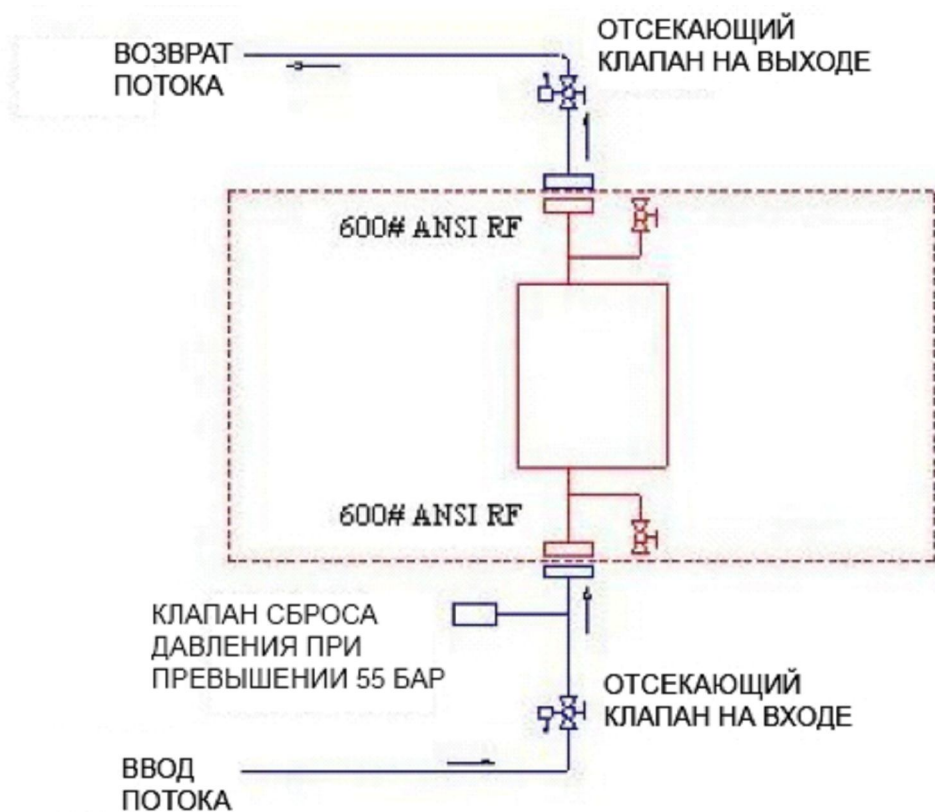 ВОЗВРАТ
ПОТОКА
ОТСЕКАЮЩИЙ
КЛАПАН НА ВЫХОДЕ
600# ANSI RF
600# ANSI RF
КЛАПАН СБРОСА
ДАВЛЕНИЯ ПРИ
ПРЕВЫШЕНИИ 55 БАР
ОТСЕКАЮЩИЙ
КЛАПАН НА ВХОДЕ
ВВОД
ПОТОКА